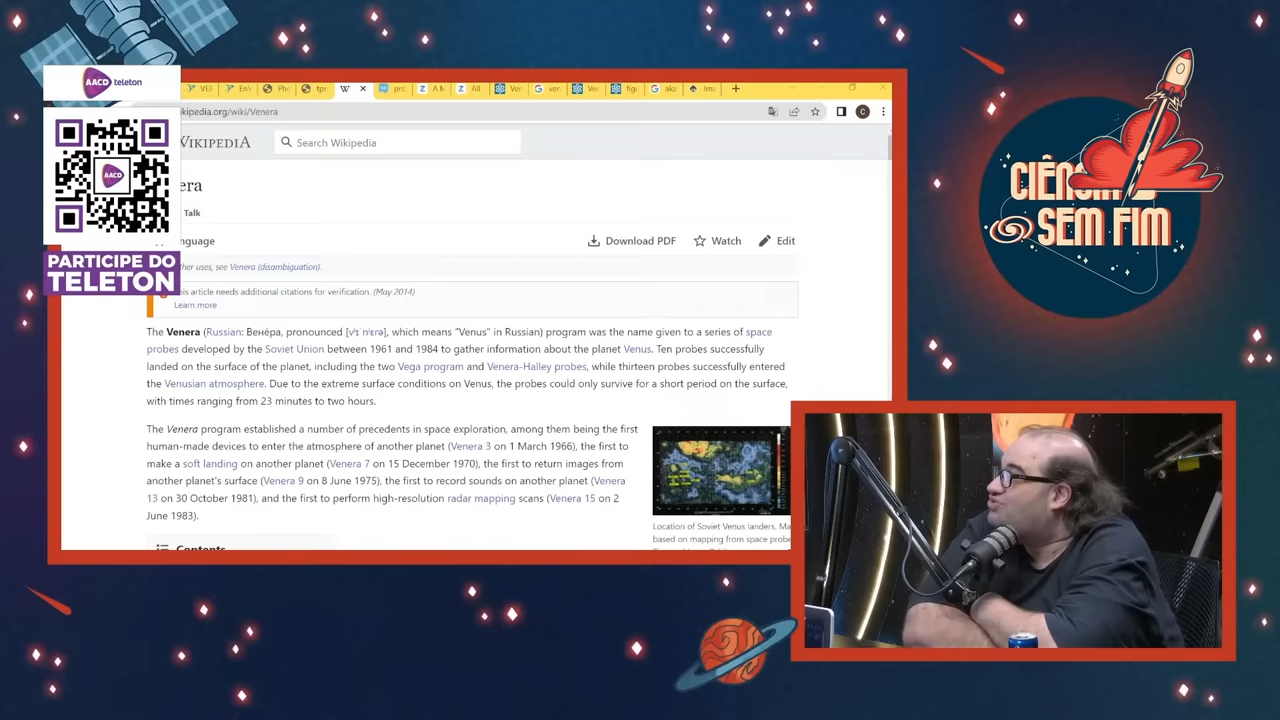 AACD teleton
AACD
PARTICIPE DO
TELETON
kipedia.org/wiki/Venera
WIKIPEDIA
Search Wikipedia
era
Talk
nguage
Download PDF
Watch
Edit
her uses, see Venera (disambiguation).
is article needs additional citations for verification. (May 2014)
Learn more
The Venera (Russian: Вене́ра, pronounced [vʲɪˈnʲɛrə], which means "Venus" in Russian) program was the name given to a series of space
probes developed by the Soviet Union between 1961 and 1984 to gather information about the planet Venus. Ten probes successfully
landed on the surface of the planet, including the two Vega program and Venera-Halley probes, while thirteen probes successfully entered
the Venusian atmosphere. Due to the extreme surface conditions on Venus, the probes could only survive for a short period on the surface,
with times ranging from 23 minutes to two hours.
The Venera program established a number of precedents in space exploration, among them being the first
human-made devices to enter the atmosphere of another planet (Venera 3 on 1 March 1966), the first to
make a soft landing on another planet (Venera 7 on 15 December 1970), the first to return images from
another planet's surface (Venera 9 on 8 June 1975), the first to record sounds on another planet (Venera
13 on 30 October 1981), and the first to perform high-resolution radar mapping scans (Venera 15 on 2
June 1983).
Location of Soviet Venus landers. Ma
based on mapping from space probe
Contents
SEM FIM